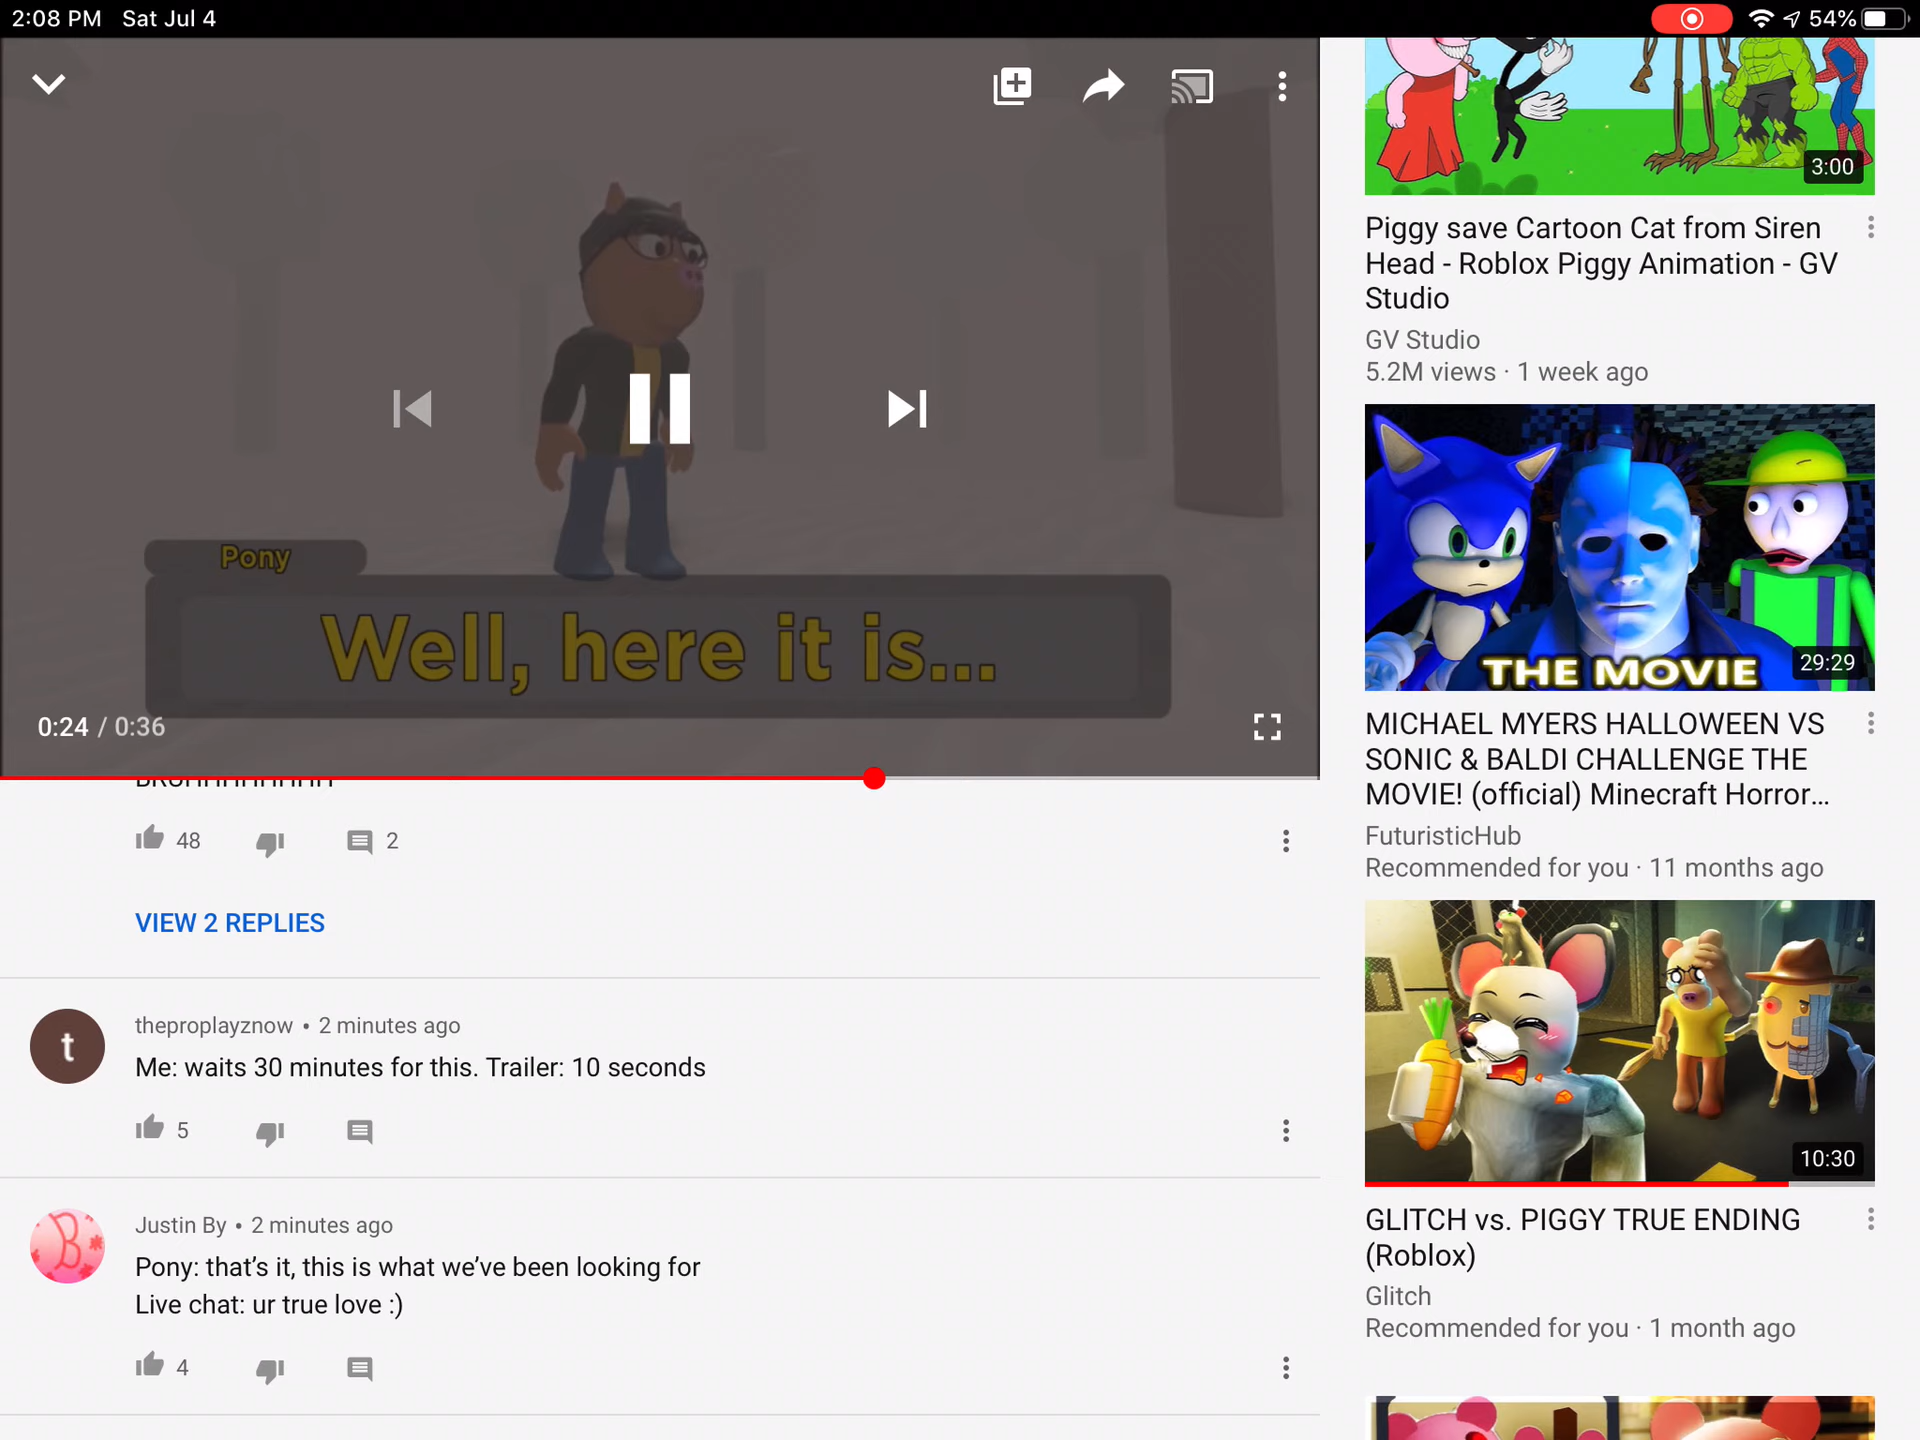 2:08 PM Sat Jul 4
54%
Pony
Well, here it is...
0:24 / 0:36
48
2
VIEW 2 REPLIES
theproplayznow • 2 minutes ago
t
Me: waits 30 minutes for this. Trailer: 10 seconds
5
Justin By • 2 minutes ago
B
Pony: that's it, this is what we've been looking for
Live chat: ur true love :)
4
3:00
Piggy save Cartoon Cat from Siren
Head - Roblox Piggy Animation - GV
Studio
GV Studio
5.2M views · 1 week ago
THE MOVIE
29:29
MICHAEL MYERS HALLOWEEN VS
SONIC & BALDI CHALLENGE THE
MOVIE! (official) Minecraft Horror...
FuturisticHub
Recommended for you · 11 months ago
10:30
GLITCH vs. PIGGY TRUE ENDING
(Roblox)
Glitch
Recommended for you · 1 month ago